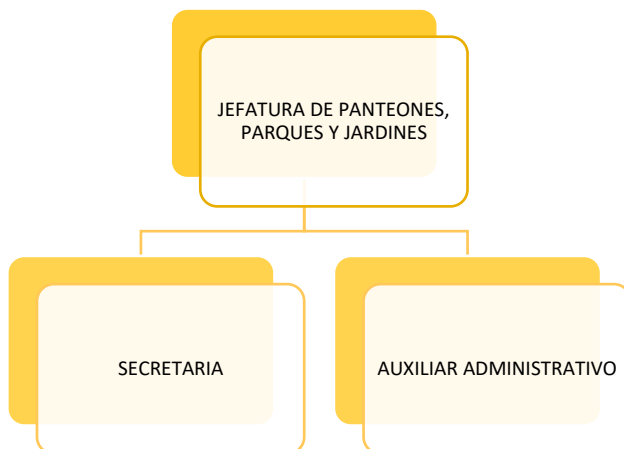 JEFATURA DE PANTEONES,
PARQUES Y JARDINES
SECRETARIA
AUXILIAR ADMINISTRATIVO